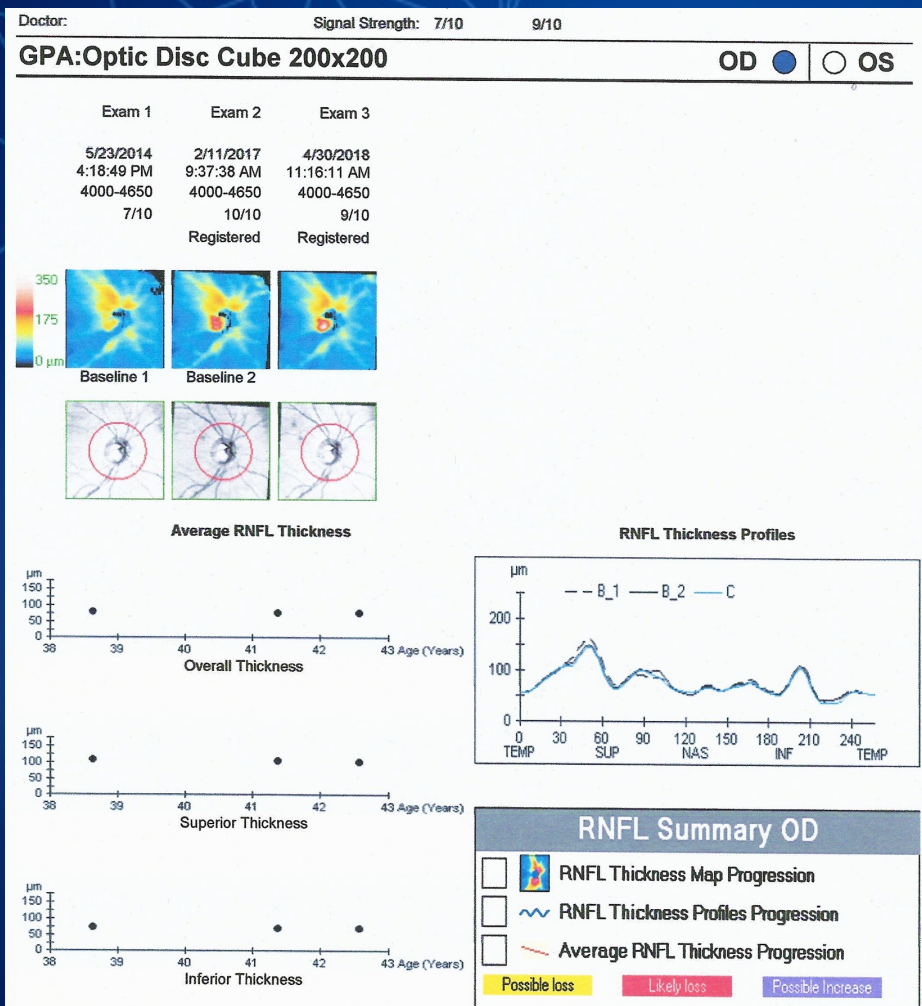 Doctor: Signal Strength: 7/10 9/10
GPA:Optic Disc Cube 200x200 OD OS
Exam 1 Exam 2 Exam 3
5/23/2014 2/11/2017 4/30/2018
4:18:49 PM 9:37:38 AM 11:16:11 AM
4000-4650 4000-4650 4000-4650
7/10 10/10 9/10
Registered Registered
350
175
0 µm
Baseline 1 Baseline 2
Average RNFL Thickness
µm
150
100
50
0
38 39 40 41 42 43 Age (Years)
Overall Thickness
µm
150
100
50
0
38 39 40 41 42 43 Age (Years)
Superior Thickness
µm
150
100
50
0
38 39 40 41 42 43 Age (Years)
Inferior Thickness
RNFL Thickness Profiles
µm
B_1 B_2 C
200
100
0
0 30 60 90 120 150 180 210 240
TEMP SUP NAS INF TEMP
RNFL Summary OD
RNFL Thickness Map Progression
RNFL Thickness Profiles Progression
Average RNFL Thickness Progression
Possible loss Likely loss Possible Increase